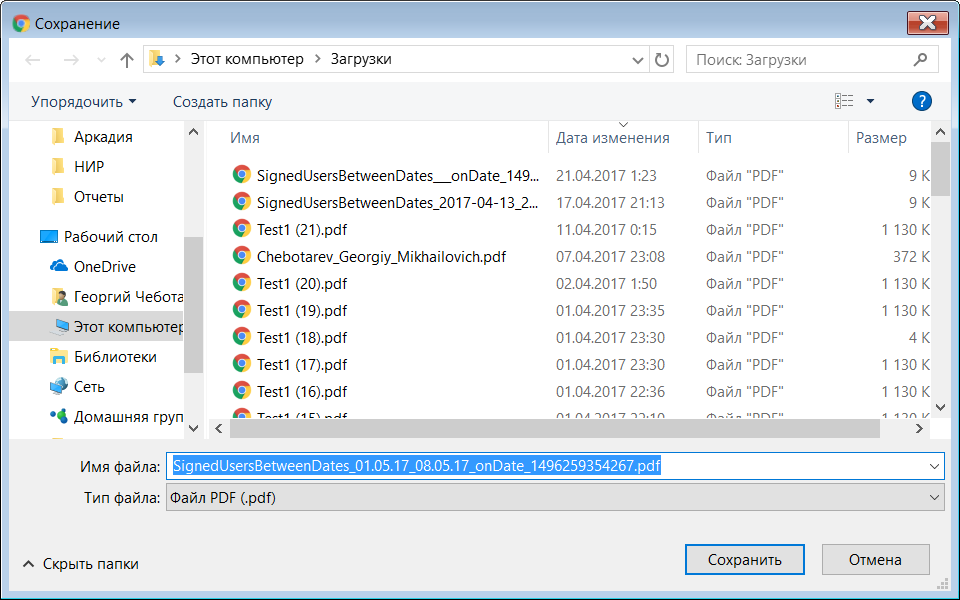 Сохранение
Этот компьютер > Загрузки
Поиск: Загрузки
Упорядочить
Создать папку
?
Аркадия
НИР
Отчеты
Рабочий стол
OneDrive
Георгий Чебота
Этот компьютер
Библиотеки
Сеть
Домашняя груп
Имя Дата изменения Тип Размер
SignedUsersBetweenDates___onDate_149... 21.04.2017 1:23 Файл "PDF" 9 К
SignedUsersBetweenDates_2017-04-13_2... 17.04.2017 21:13 Файл "PDF" 9 К
Test1 (21).pdf 11.04.2017 0:15 Файл "PDF" 1 130 К
Chebotarev_Georgiy_Mikhailovich.pdf 07.04.2017 23:08 Файл "PDF" 372 К
Test1 (20).pdf 02.04.2017 1:50 Файл "PDF" 1 130 К
Test1 (19).pdf 01.04.2017 23:35 Файл "PDF" 1 130 К
Test1 (18).pdf 01.04.2017 23:30 Файл "PDF" 4 К
Test1 (17).pdf 01.04.2017 23:30 Файл "PDF" 1 130 К
Test1 (16).pdf 01.04.2017 22:36 Файл "PDF" 1 130 К
Test1 (15).pdf 01.04.2017 22:10 Файл "PDF" 1 130 К
Имя файла: SignedUsersBetweenDates_01.05.17_08.05.17_onDate_1496259354267.pdf
Тип файла: Файл PDF (.pdf)
Скрыть папки
Сохранить
Отмена